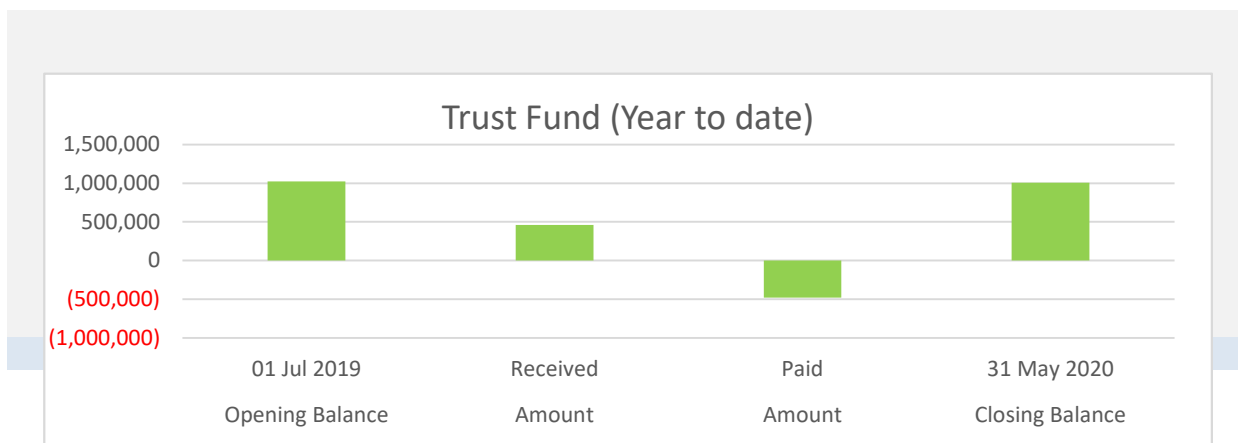 Trust Fund (Year to date)
1,500,000
1,000,000
500,000
0
(500,000)
(1,000,000)
01 Jul 2019 Received Paid 31 May 2020
Opening Balance Amount Amount Closing Balance